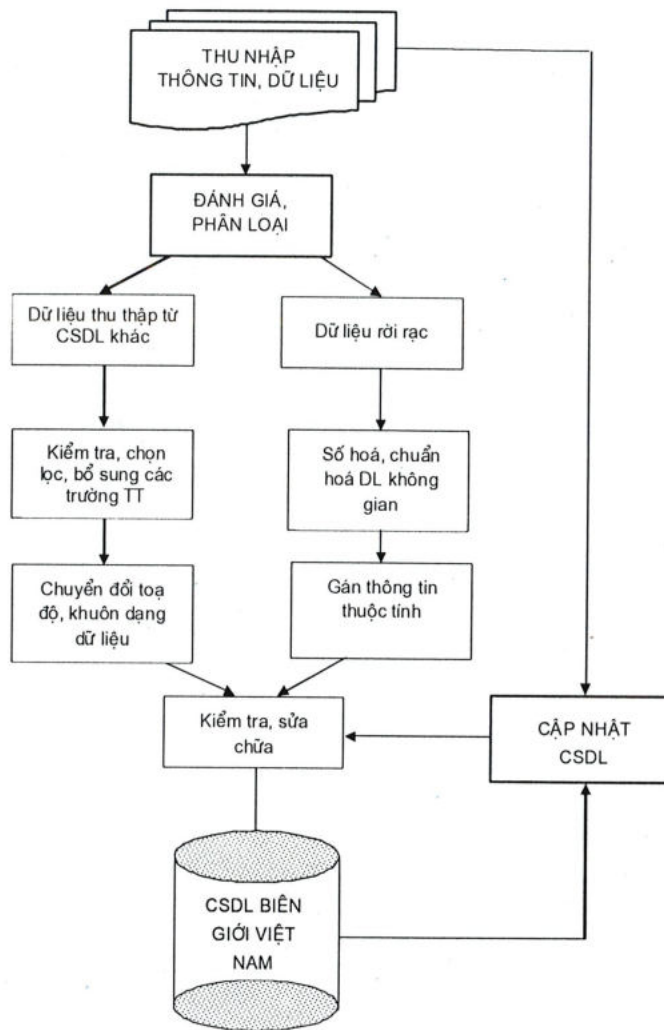 THU NHẬP
THÔNG TIN, DỮ LIỆU
ĐÁNH GIÁ,
PHÂN LOẠI
Dữ liệu thu thập từ
CSDL khác
Dữ liệu rời rạc
Kiểm tra, chọn
lọc, bổ sung các
trường TT
Số hoá, chuẩn
hoá DL không
gian
Chuyển đổi toạ
độ, khuôn dạng
dữ liệu
Gán thông tin
thuộc tính
Kiểm tra, sửa
chữa
CẬP NHẬT
CSDL
CSDL BIÊN
GIỚI VIỆT
NAM